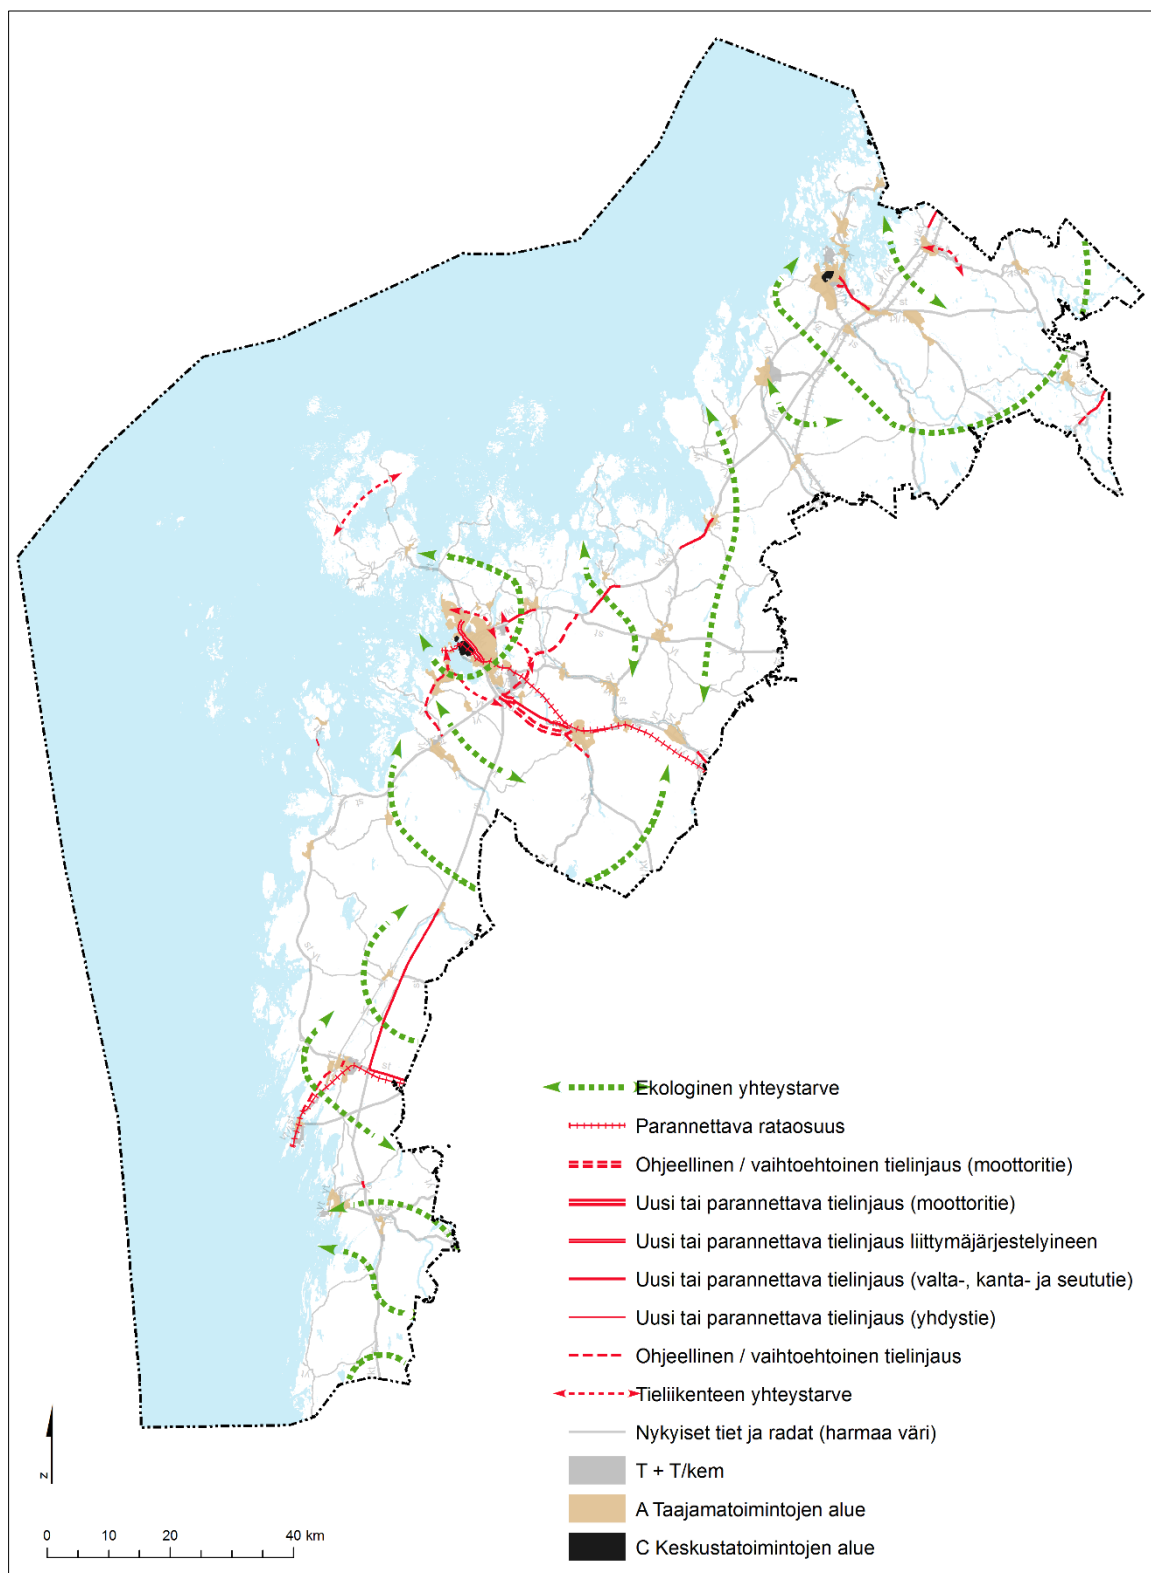 Ekologinen yhteystarve
Parannettava rataosuus
Ohjeellinen / vaihtoehtoinen tielinjaus (moottoritie)
Uusi tai parannettava tielinjaus (moottoritie)
Uusi tai parannettava tielinjaus liittymäjärjestelyineen
Uusi tai parannettava tielinjaus (valta-, kanta- ja seututie)
Uusi tai parannettava tielinjaus (yhdystie)
Ohjeellinen / vaihtoehtoinen tielinjaus
Tieliikenteen yhteystarve
Nykyiset tiet ja radat (harmaa väri)
T + T/kem
A Taajamatoimintojen alue
C Keskustatoimintojen alue
N
0 10 20 40 km